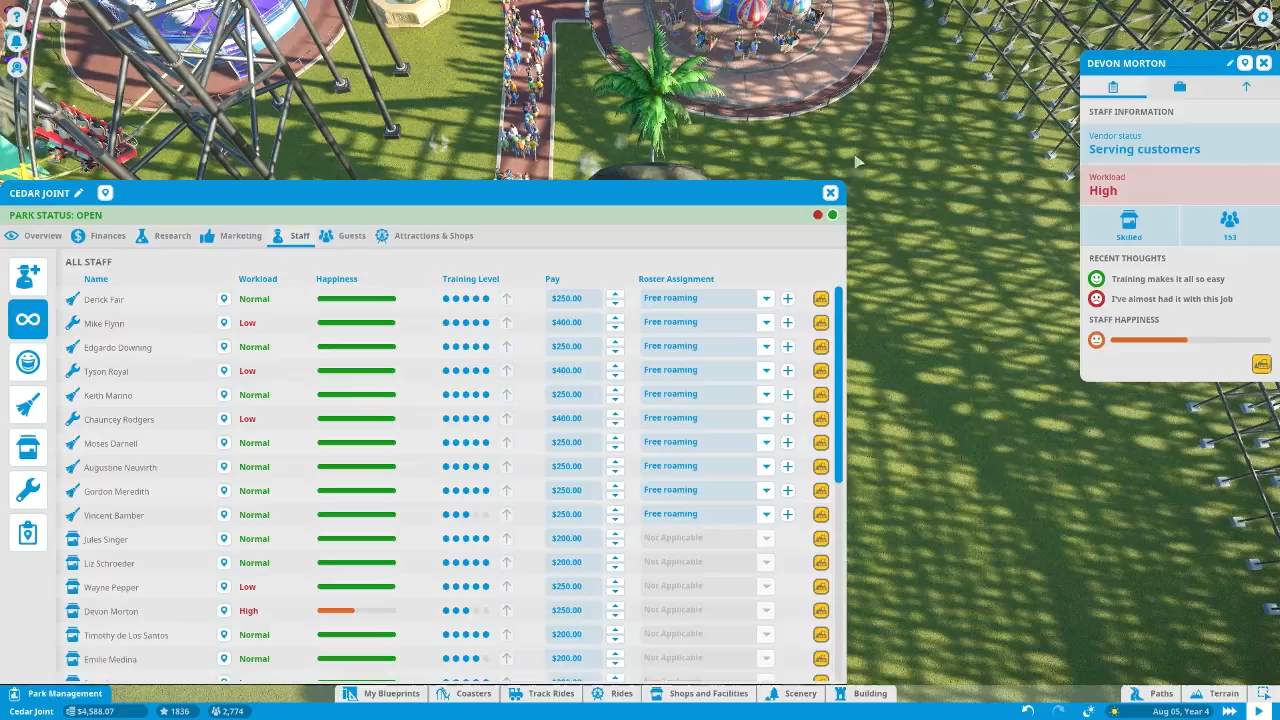 DEVON MORTON
STAFF INFORMATION
Vendor status
Serving customers
Workload
High
Skilled 153
RECENT THOUGHTS
Training makes it all so easy
I've almost had it with this job
STAFF HAPPINESS
CEDAR JOINT
PARK STATUS: OPEN
Overview Finances Research Marketing Staff Guests Attractions & Shops
ALL STAFF
Name Workload Happiness Training Level Pay Roster Assignment
Derick Fair Normal $250.00 Free roaming
Mike Flynn Low $400.00 Free roaming
Edgardo Downing Normal $250.00 Free roaming
Tyson Royal Low $400.00 Free roaming
Keith Marino Normal $250.00 Free roaming
Chauncey Rodgers Low $400.00 Free roaming
Moses Darnell Normal $250.00 Free roaming
Augustine Neuvirth Normal $250.00 Free roaming
Gordon Meredith Normal $250.00 Free roaming
Vincent Bamber Normal $250.00 Free roaming
Jules Singer Normal $200.00 Not Applicable
Liz Schroeder Normal $200.00 Not Applicable
Wayne Pepper Low $250.00 Not Applicable
Devon Morton High $250.00 Not Applicable
Timothy de Los Santos Normal $200.00 Not Applicable
Emilie Medina Normal $200.00 Not Applicable
Park Management My Blueprints Coasters Track Rides Rides Shops and Facilities Scenery Building Paths Terrain
Cedar Joint $4,588.07 1836 2,774 Aug 05, Year 4